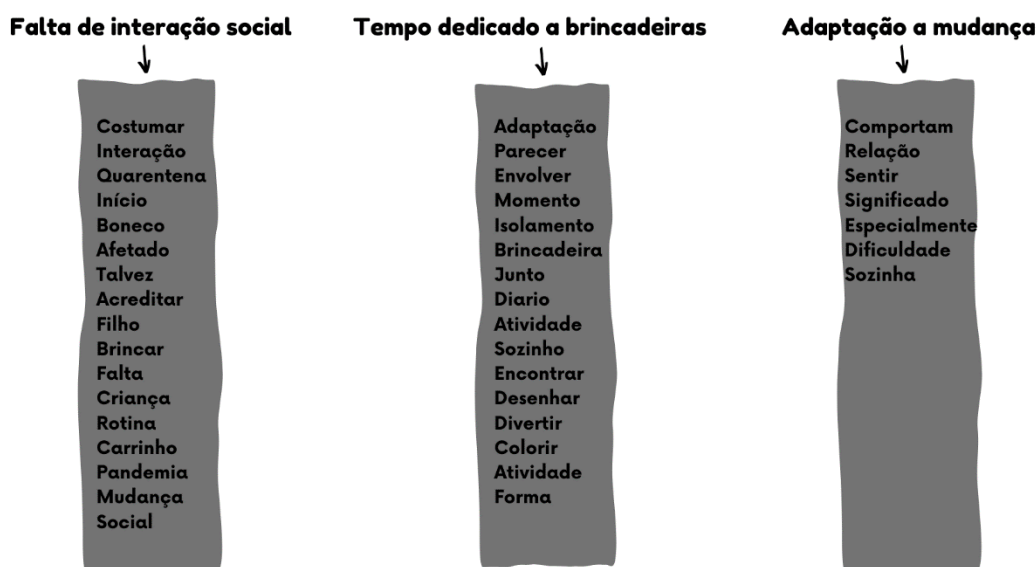 Falta de interação social
Costumar
Interação
Quarentena
Início
Boneco
Afetado
Talvez
Acreditar
Filho
Brincar
Falta
Criança
Rotina
Carrinho
Pandemia
Mudança
Social
Tempo dedicado a brincadeiras
Adaptação
Parecer
Envolver
Momento
Isolamento
Brincadeira
Junto
Diario
Atividade
Sozinho
Encontrar
Desenhar
Divertir
Colorir
Atividade
Forma
Adaptação a mudança
Comportam
Relação
Sentir
Significado
Especialmente
Dificuldade
Sozinha